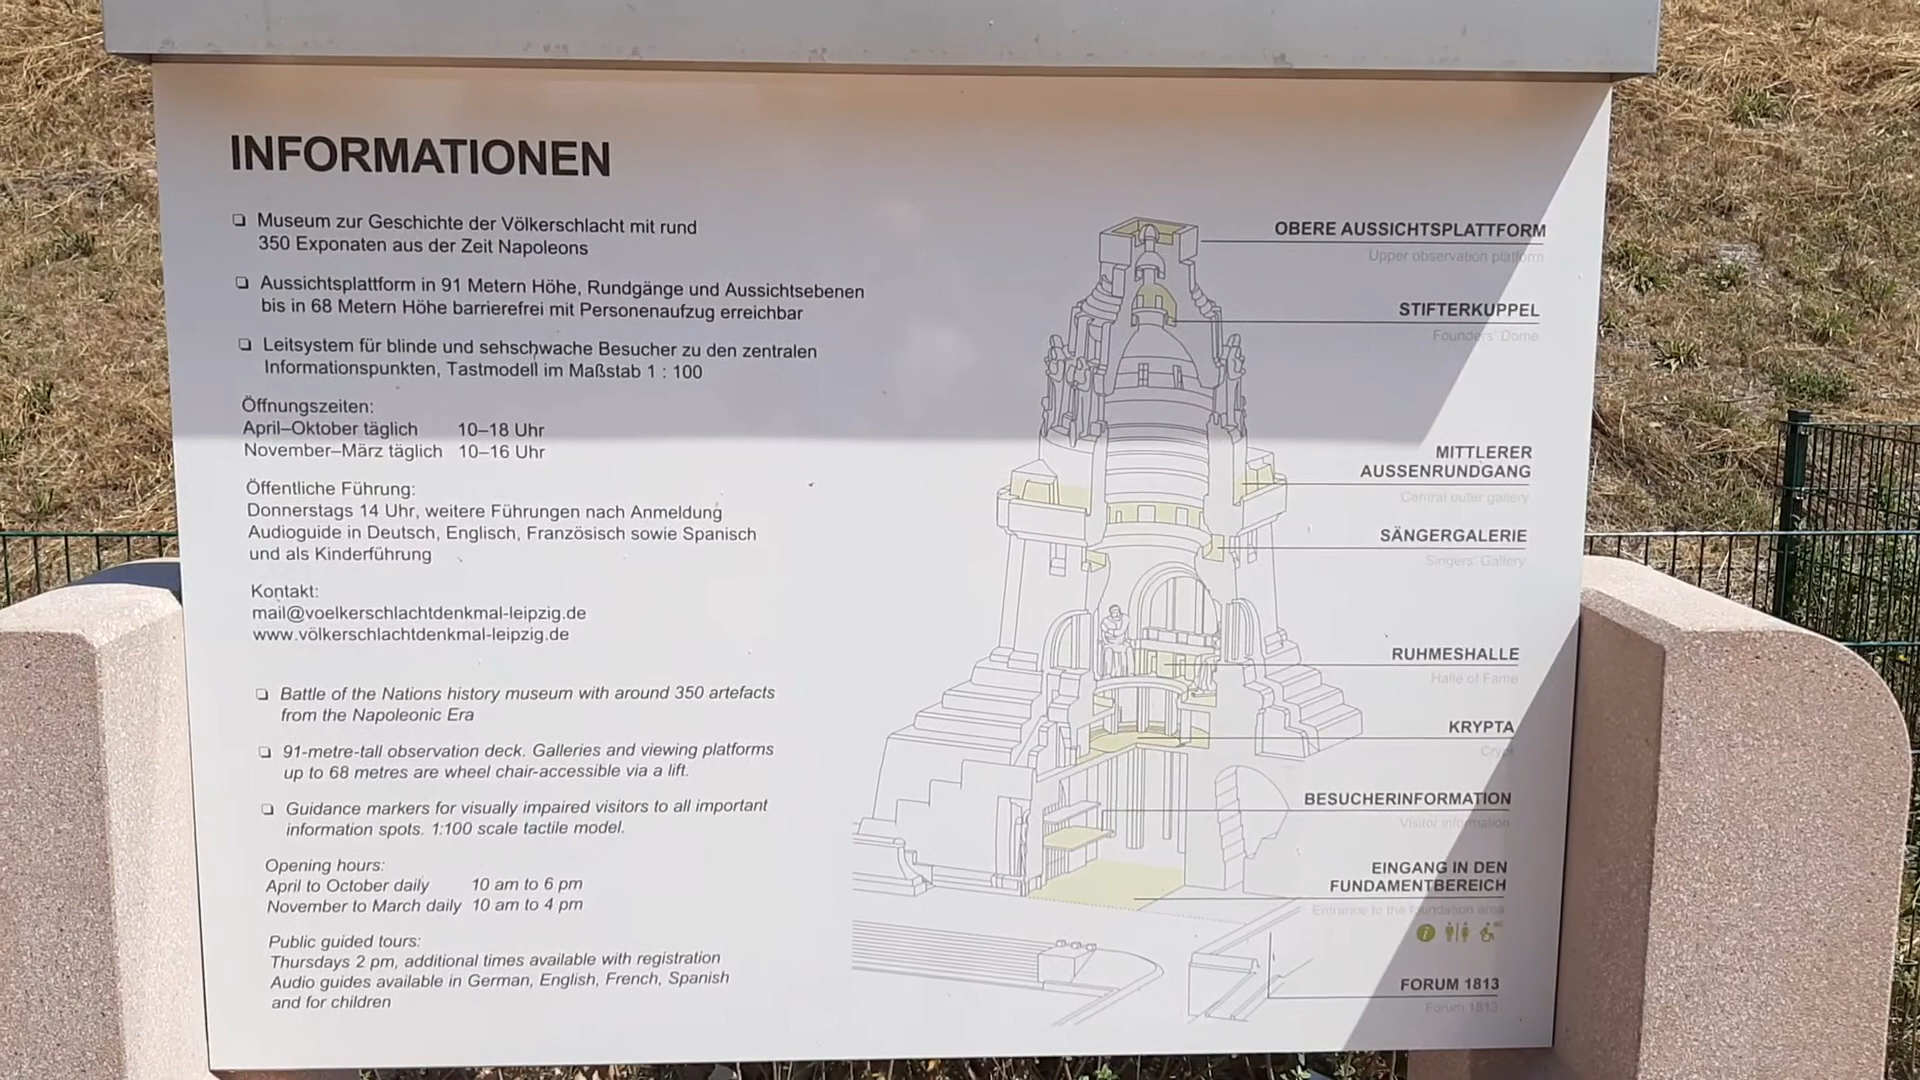 INFORMATIONEN
Museum zur Geschichte der Völkerschlacht mit rund
350 Exponaten aus der Zeit Napoleons
Aussichtsplattform in 91 Metern Höhe, Rundgänge und Aussichtsebenen
bis in 68 Metern Höhe barrierefrei mit Personenaufzug erreichbar
Leitsystem für blinde und sehschwache Besucher zu den zentralen
Informationspunkten, Tastmodell im Maßstab 1 : 100
Öffnungszeiten:
April–Oktober täglich 10–18 Uhr
November–März täglich 10–16 Uhr
Öffentliche Führung:
Donnerstags 14 Uhr, weitere Führungen nach Anmeldung
Audioguide in Deutsch, Englisch, Französisch sowie Spanisch
und als Kinderführung
Kontakt:
mail@voelkerschlachtdenkmal-leipzig.de
www.völkerschlachtdenkmal-leipzig.de
Battle of the Nations history museum with around 350 artefacts
from the Napoleonic Era
91-metre-tall observation deck. Galleries and viewing platforms
up to 68 metres are wheel chair-accessible via a lift.
Guidance markers for visually impaired visitors to all important
information spots. 1:100 scale tactile model.
Opening hours:
April to October daily 10 am to 6 pm
November to March daily 10 am to 4 pm
Public guided tours:
Thursdays 2 pm, additional times available with registration
Audio guides available in German, English, French, Spanish
and for children
OBERE AUSSICHTSPLATTFORM
Upper observation platform
STIFTERKUPPEL
Founders' Dome
MITTLERER
AUSSENRUNDGANG
Central outer gallery
SÄNGERGALERIE
Singers' Gallery
RUHMESHALLE
Hall of Fame
KRYPTA
Crypt
BESUCHERINFORMATION
Visitor information
EINGANG IN DEN
FUNDAMENTBEREICH
Entrance to the foundation area
FORUM 1813
Forum 1813